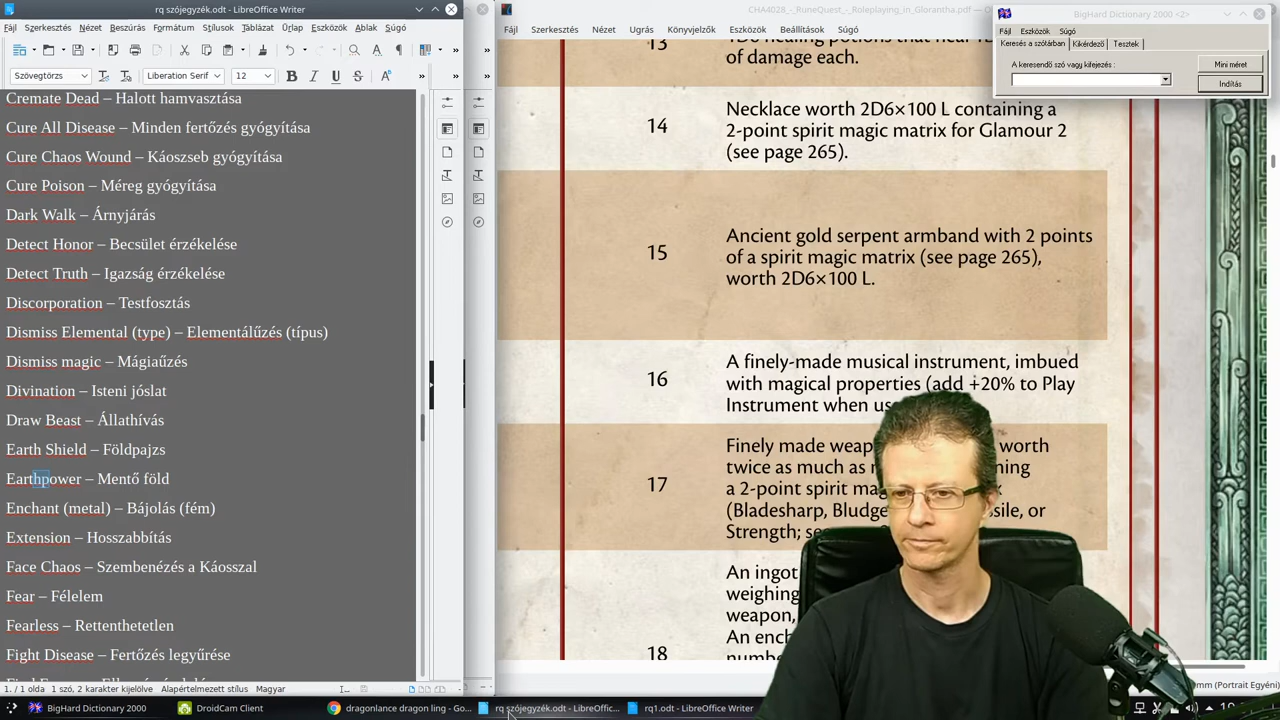 rq szójegyzék.odt - LibreOffice Writer
Fájl Szerkesztés Nézet Beszúrás Formátum Stílusok Táblázat Űrlap Eszközök
Szövegtörzs Liberation Serif 12
Cremate Dead – Halott hamvasztása
Cure All Disease – Minden fertőzés gyógyítása
Cure Chaos Wound – Káoszseb gyógyítása
Cure Poison – Méreg gyógyítása
Dark Walk – Árnyjárás
Detect Honor – Becsület érzékelése
Detect Truth – Igazság érzékelése
Discorporation – Testfosztás
Dismiss Elemental (type) – Elementálűzés (típus)
Dismiss magic – Mágiaűzés
Divination – Isteni jóslat
Draw Beast – Állathívás
Earth Shield – Földpajzs
Earthpower – Mentő föld
Enchant (metal) – Bájolás (fém)
Extension – Hosszabbítás
Face Chaos – Szembenézés a Káosszal
Fear – Félelem
Fearless – Rettenthetetlen
Fight Disease – Fertőzés legyűrése
1. / 1 oldal 1 szó, 2 karakter kijelölve Alapértelmezett stílus Magyar
CHA4028_-_RuneQuest_-_Roleplaying_in_Glorantha.pdf
Fájl Szerkesztés Nézet Ugrás Könyvjelzők Eszközök Beállítások Súgó
13
of damage each.
14
Necklace worth 2D6×100 L containing a
2-point spirit magic matrix for Glamour 2
(see page 265).
15
Ancient gold serpent armband with 2 points
of a spirit magic matrix (see page 265),
worth 2D6×100 L.
16
A finely-made musical instrument, imbued
with magical properties (add +20% to Play
Instrument when
17
Finely made worth
twice as much as
a 2-point spirit
(Bladesharp, or
Strength;
18
An ingot
weighing
weapon,
An
BigHard Dictionary 2000 <2>
Fájl Eszközök Súgó
Keresés a szótárban Kikérdező Tesztek
A keresendő szó vagy kifejezés :
Mini méret
Indítás
(Portrait Egyéni)
BigHard Dictionary 2000 DroidCam Client dragonlance dragon ling - Go... rq szójegyzék.odt - LibreOffic... rq1.odt - LibreOffice Writer